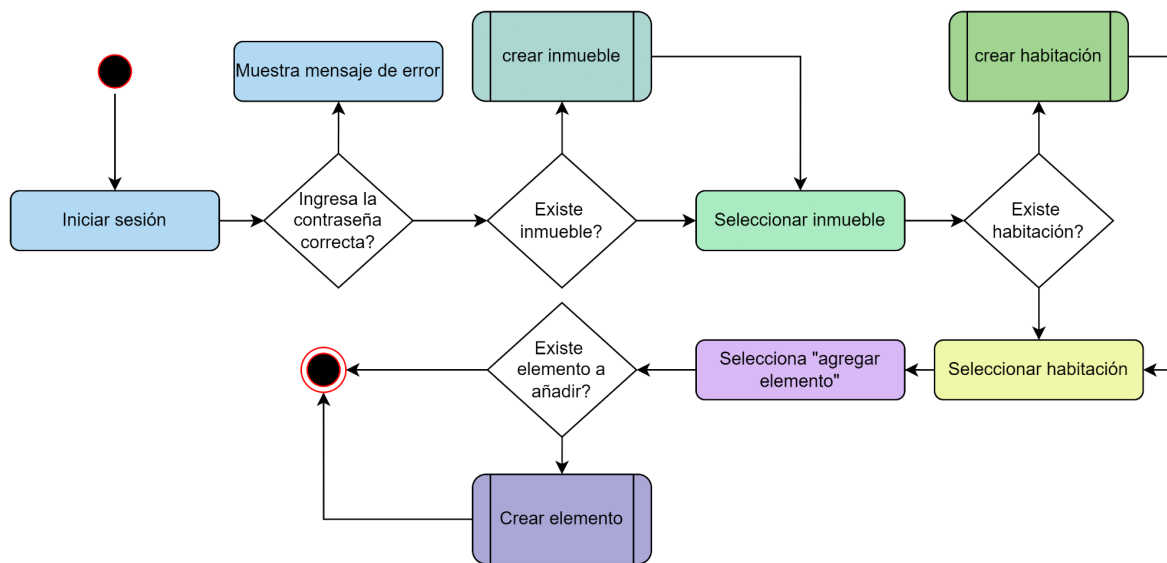 Muestra mensaje de error
crear inmueble
crear habitación
Iniciar sesión
Ingresa la
contraseña
correcta?
Existe
inmueble?
Seleccionar inmueble
Existe
habitación?
Existe
elemento a
añadir?
Selecciona "agregar
elemento"
Seleccionar habitación
Crear elemento